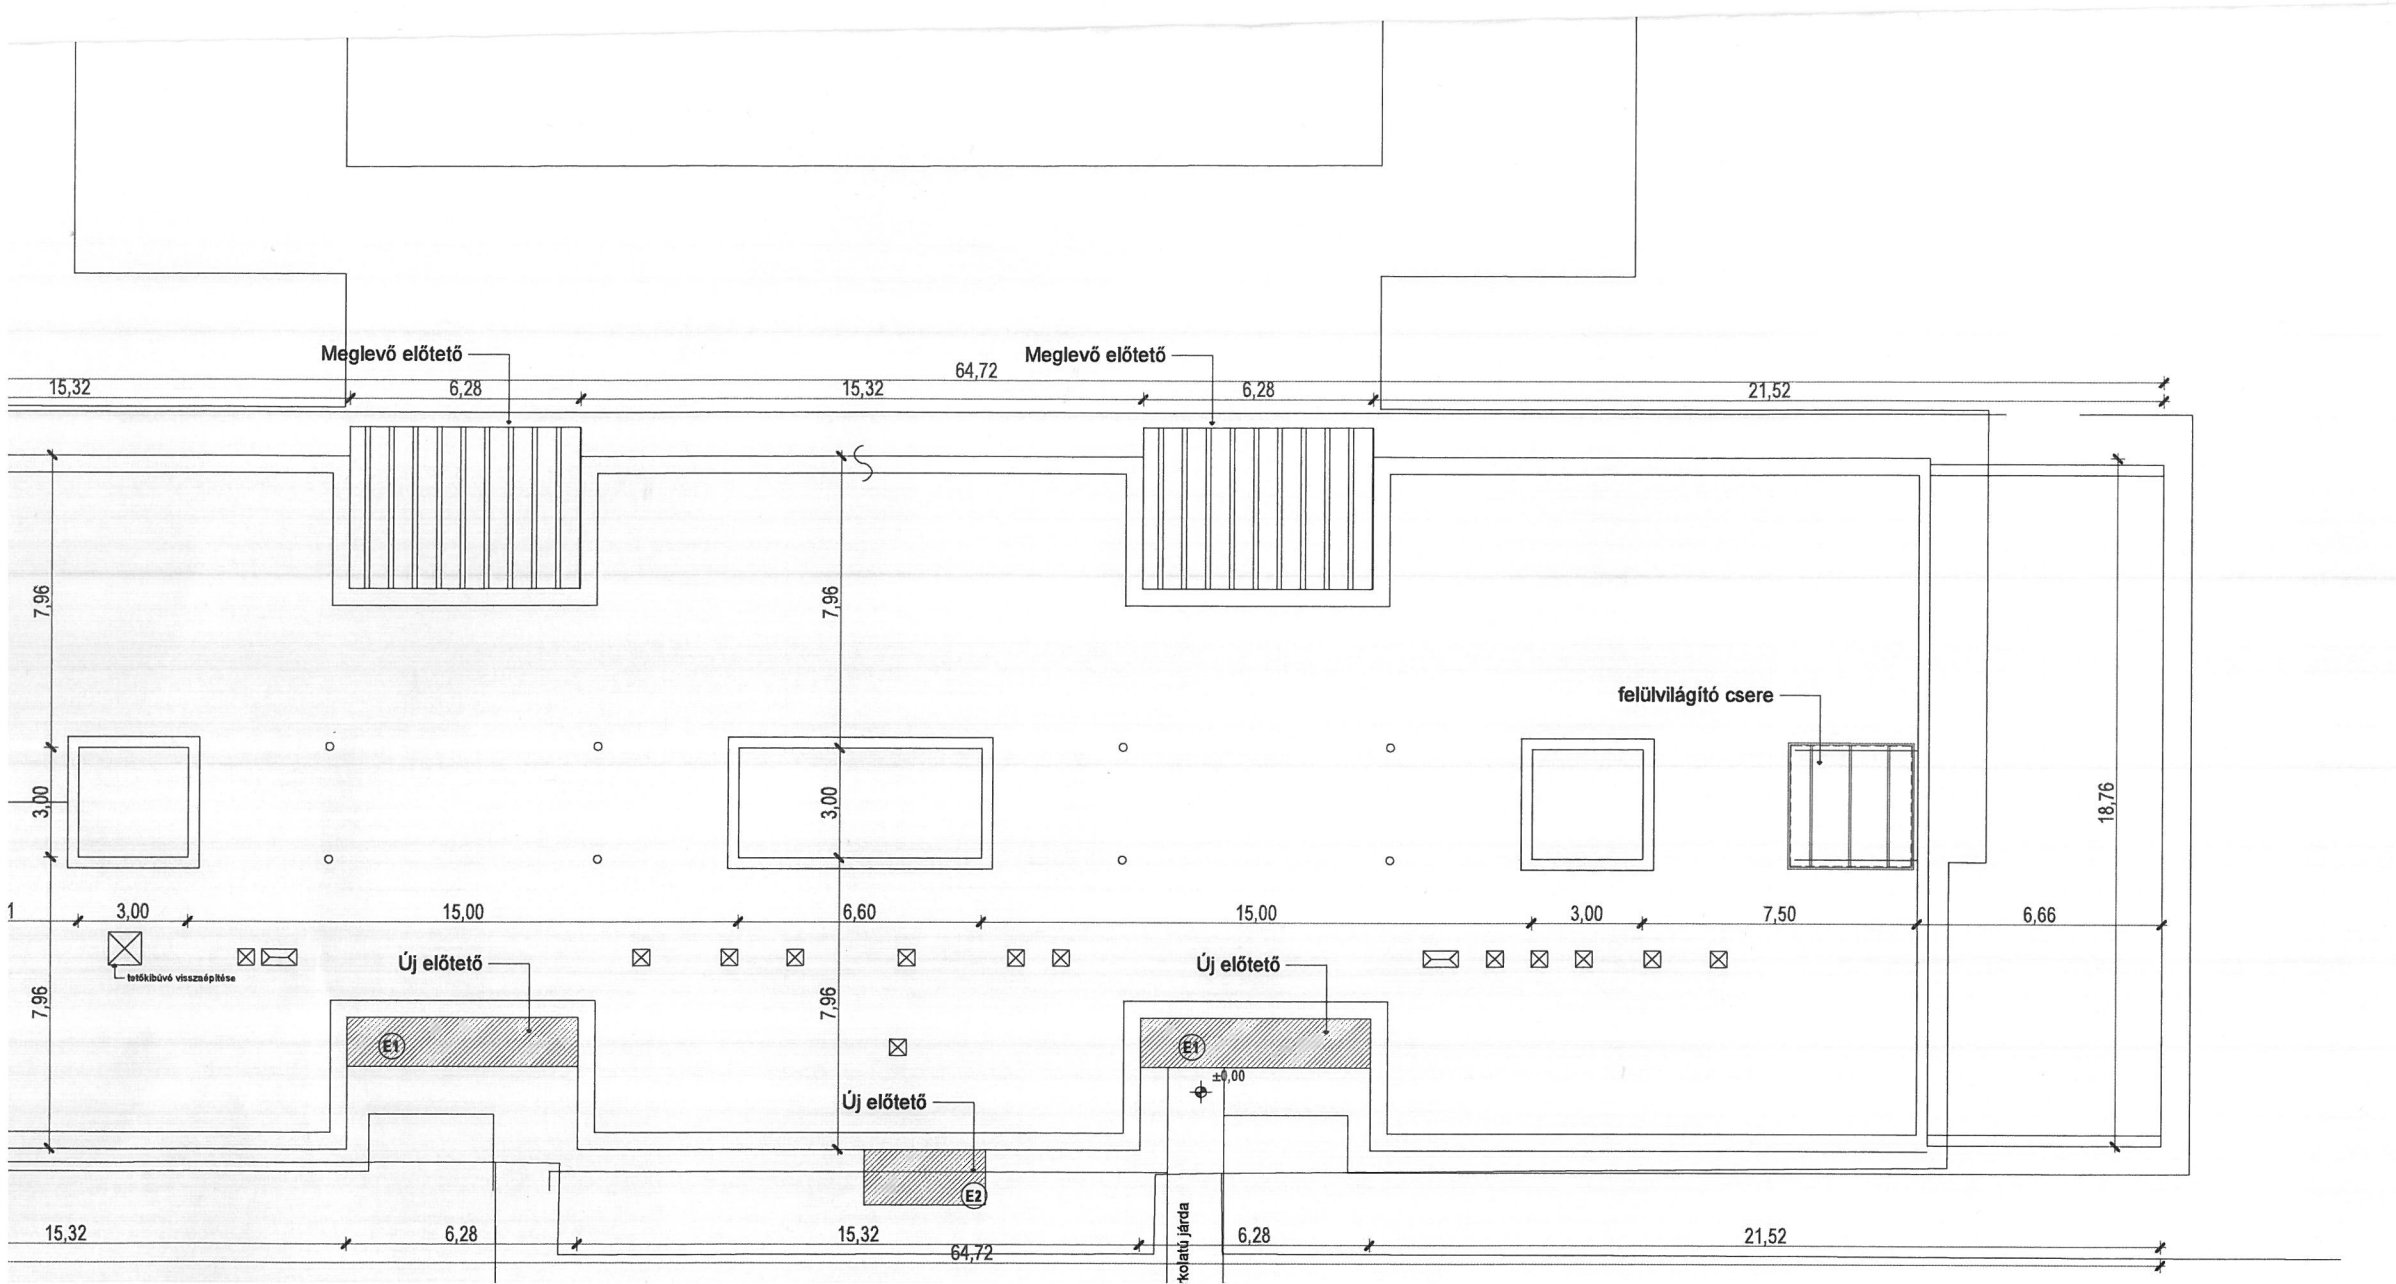 Meglevő előtető
Meglevő előtető
64,72
15,32
6,28
15,32
6,28
21,52
7,96
7,96
felülvilágító csere
3,00
3,00
18,76
1
3,00
15,00
6,60
15,00
3,00
7,50
6,66
tetőkibúvó visszaépítése
Új előtető
Új előtető
7,96
7,96
E1
E1
±0,00
Új előtető
E2
rkolatú járda
15,32
6,28
15,32
6,28
21,52
64,72